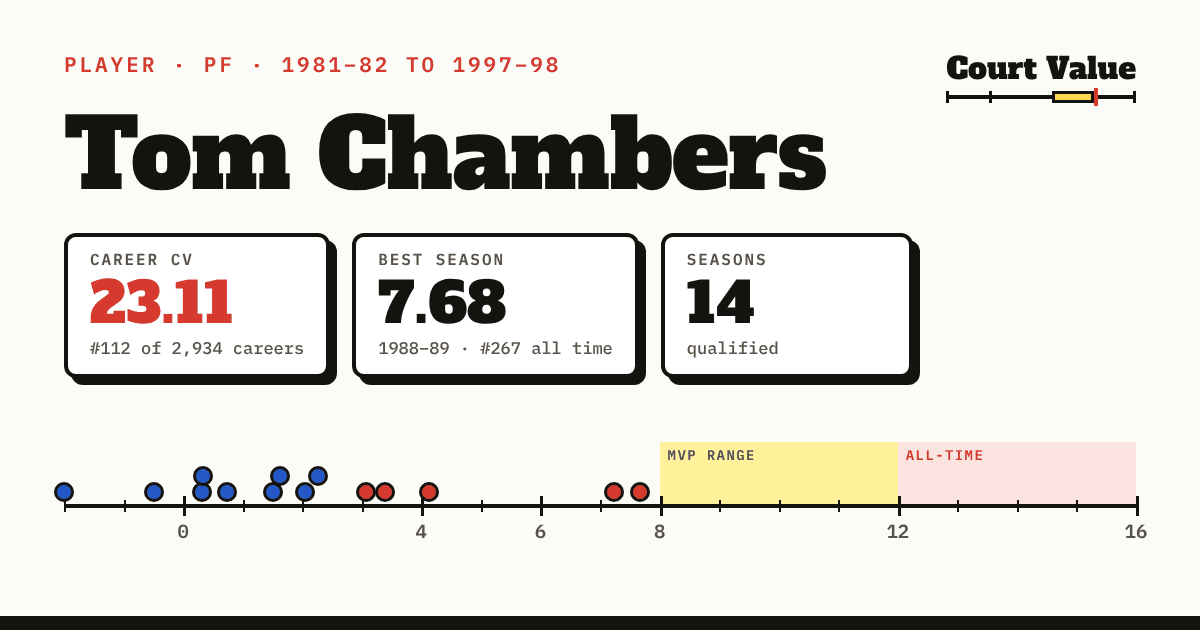 PLAYER · PF · 1981–82 TO 1997–98
Court Value
Tom Chambers
CAREER CV
23.11
#112 of 2,934 careers
BEST SEASON
7.68
1988–89 · #267 all time
SEASONS
14
qualified
MVP RANGE
ALL-TIME
0 4 6 8 12 16